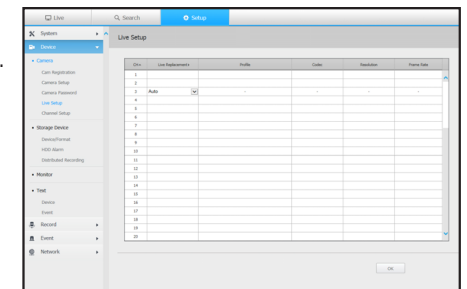 Live
Search
Setup
System
Device
Live Setup
Camera
Cam Registration
Camera Setup
Camera Password
Live Setup
Channel Setup
Storage Device
Device/Format
HDD Alarm
Distributed Recording
Monitor
Text
Device
Event
Record
Event
Network
CH Live Replacement Profile Codec Resolution Frame Rate
1
2
3 Auto - - - -
4
5
6
7
8
9
10
11
12
13
14
15
16
17
18
19
20
OK